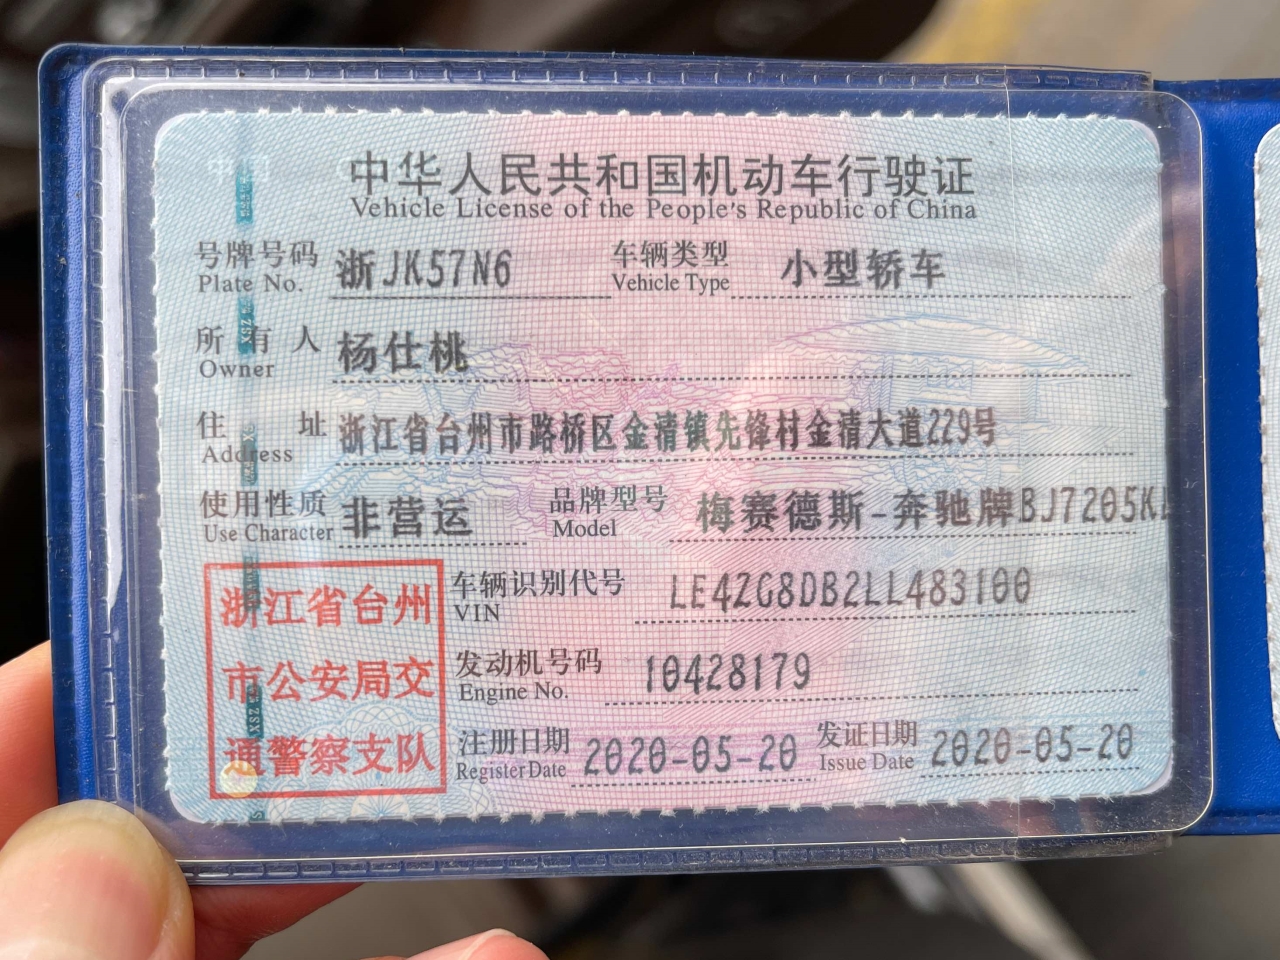 中华人民共和国机动车行驶证
Vehicle License of the People's Republic of China
号牌号码 浙JK57N6 车辆类型 小型轿车
Plate No. Vehicle Type
所有人 杨仕桃
Owner
住址 浙江省台州市路桥区金清镇先锋村金清大道229号
Address
使用性质 非营运 品牌型号 梅赛德斯-奔驰牌BJ7205K
Use Character Model
浙江省台州
市公安局交
通警察支队
车辆识别代号 LE4ZG8DB2LL483100
VIN
发动机号码 10428179
Engine No.
注册日期 2020-05-20 发证日期 2020-05-20
Register Date Issue Date